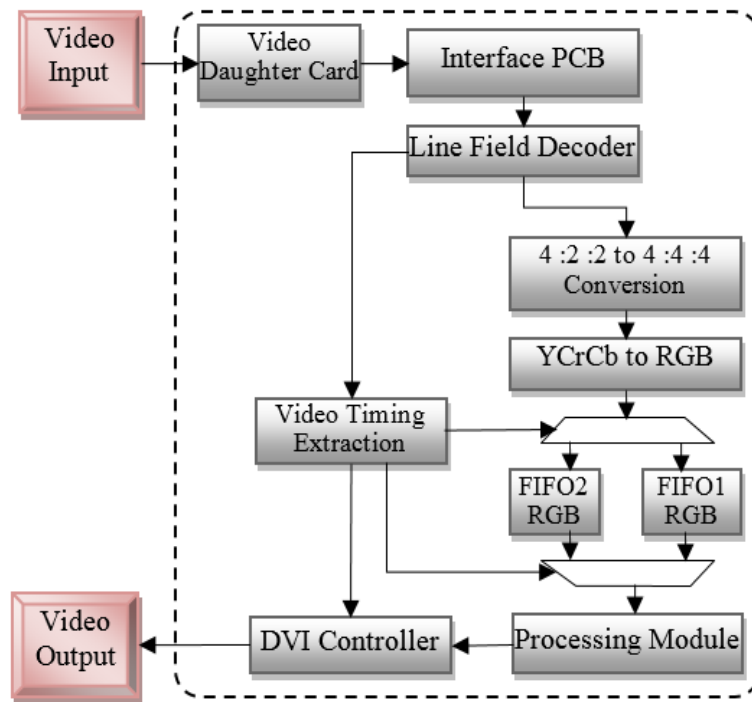 Video
Input
Video
Daughter Card
Interface PCB
Line Field Decoder
4 :2 :2 to 4 :4 :4
Conversion
YCrCb to RGB
Video Timing
Extraction
FIFO2
RGB
FIFO1
RGB
Video
Output
DVI Controller
Processing Module